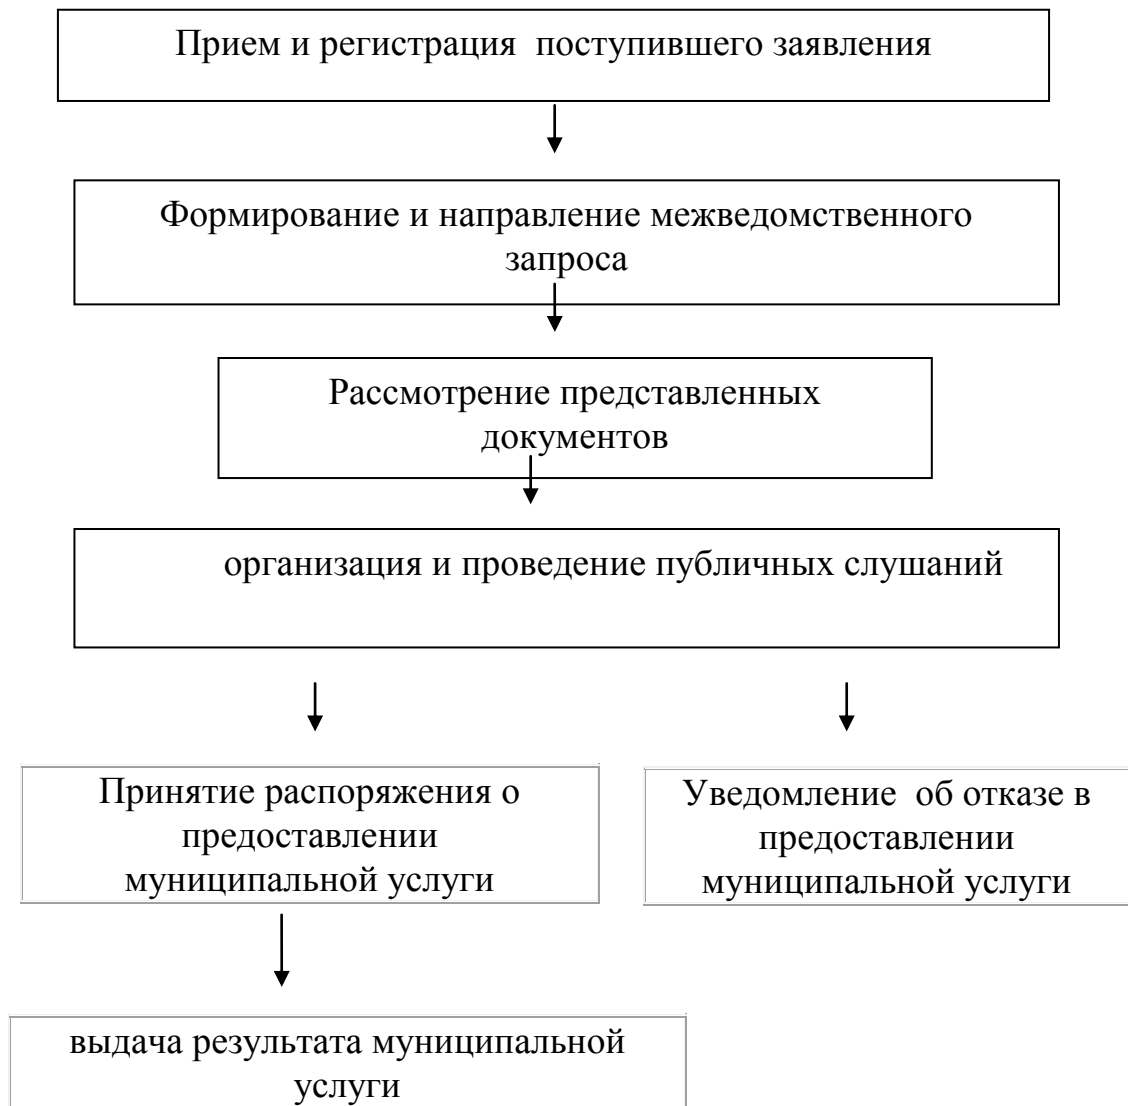 Прием и регистрация  поступившего заявления
Формирование и направление межведомственного
запроса
Рассмотрение представленных
документов
организация и проведение публичных слушаний
Принятие распоряжения о
предоставлении
муниципальной услуги
Уведомление  об отказе в
предоставлении
муниципальной услуги
выдача результата муниципальной
услуги